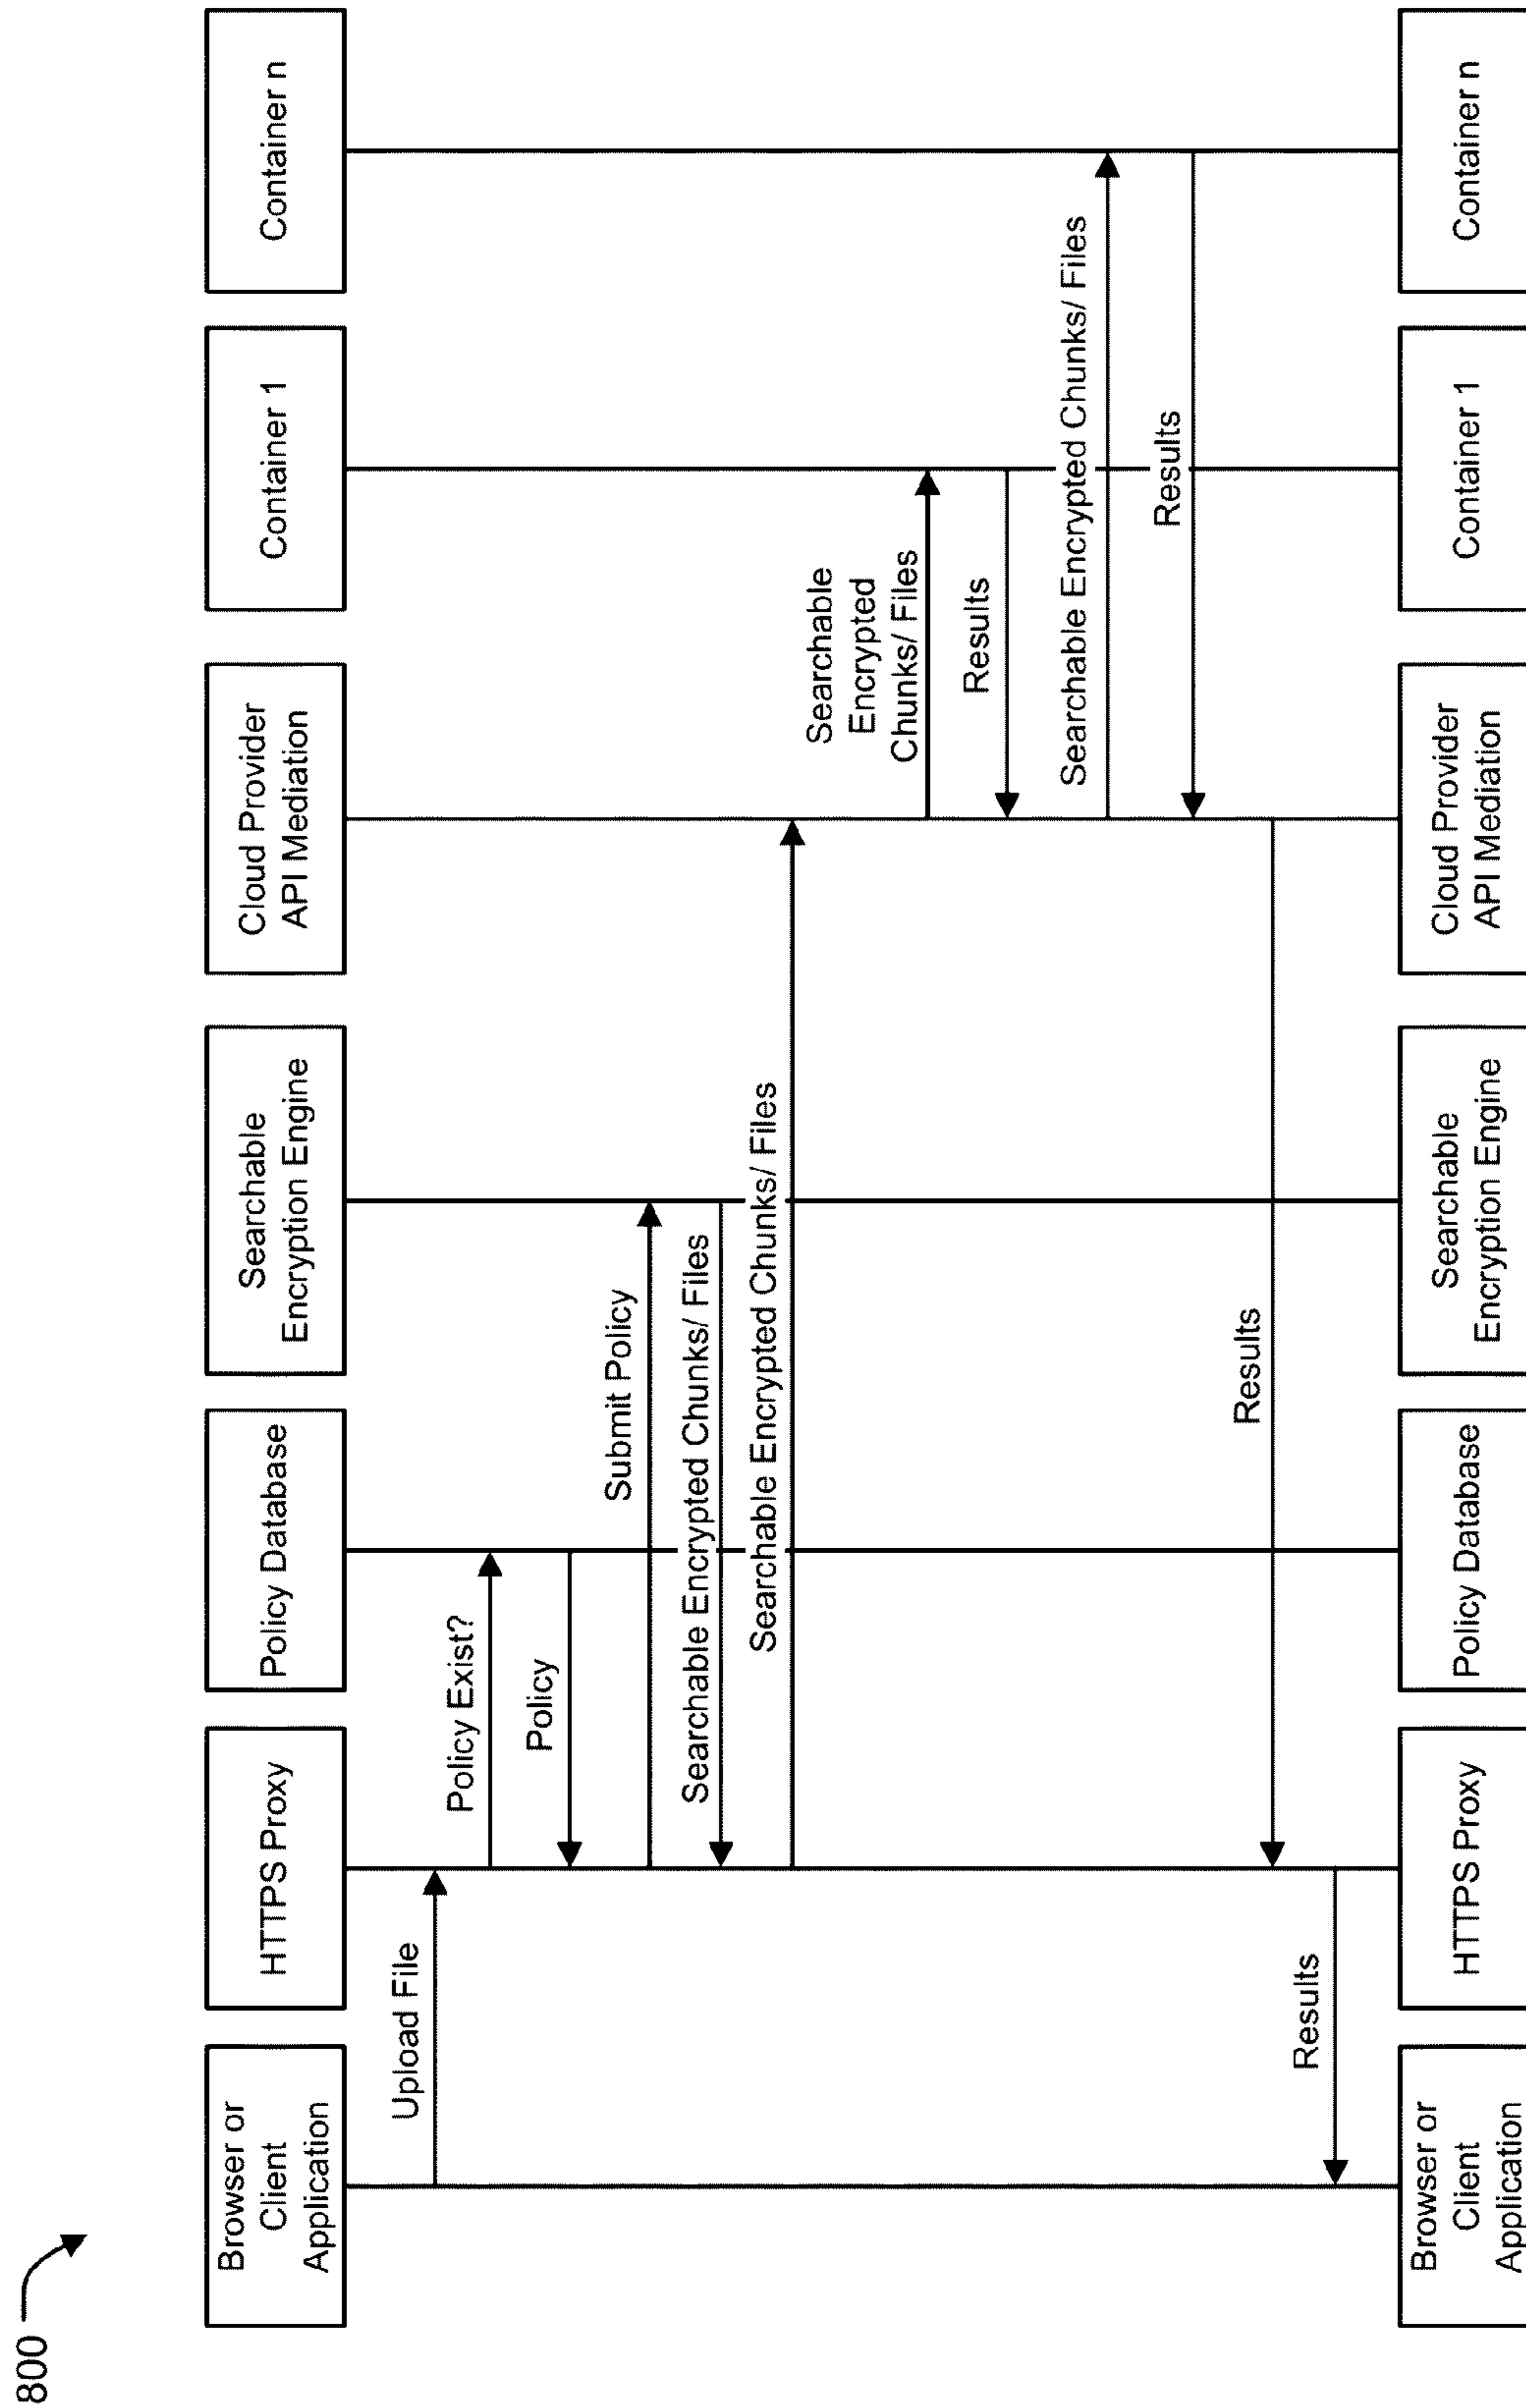 800
Browser or
Client
Application
HTTPS Proxy
Policy Database
Searchable
Encryption Engine
Cloud Provider
API Mediation
Container 1
Container n
Upload File
Policy Exist?
Policy
Submit Policy
Searchable Encrypted Chunks/ Files
Searchable Encrypted Chunks/ Files
Searchable
Encrypted
Chunks/ Files
Results
Searchable Encrypted Chunks/ Files
Results
Results
Results
Browser or
Client
Application
HTTPS Proxy
Policy Database
Searchable
Encryption Engine
Cloud Provider
API Mediation
Container 1
Container n